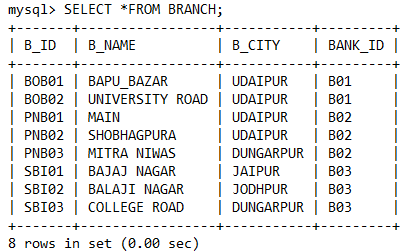 mysql> SELECT *FROM BRANCH;
+-------+-----------------+-----------+---------+
| B_ID  | B_NAME          | B_CITY    | BANK_ID |
+-------+-----------------+-----------+---------+
| BOB01 | BAPU_BAZAR      | UDAIPUR   | B01     |
| BOB02 | UNIVERSITY ROAD | UDAIPUR   | B01     |
| PNB01 | MAIN            | UDAIPUR   | B02     |
| PNB02 | SHOBHAGPURA     | UDAIPUR   | B02     |
| PNB03 | MITRA NIWAS     | DUNGARPUR | B02     |
| SBI01 | BAJAJ NAGAR     | JAIPUR    | B03     |
| SBI02 | BALAJI NAGAR    | JODHPUR   | B03     |
| SBI03 | COLLEGE ROAD    | DUNGARPUR | B03     |
+-------+-----------------+-----------+---------+
8 rows in set (0.00 sec)